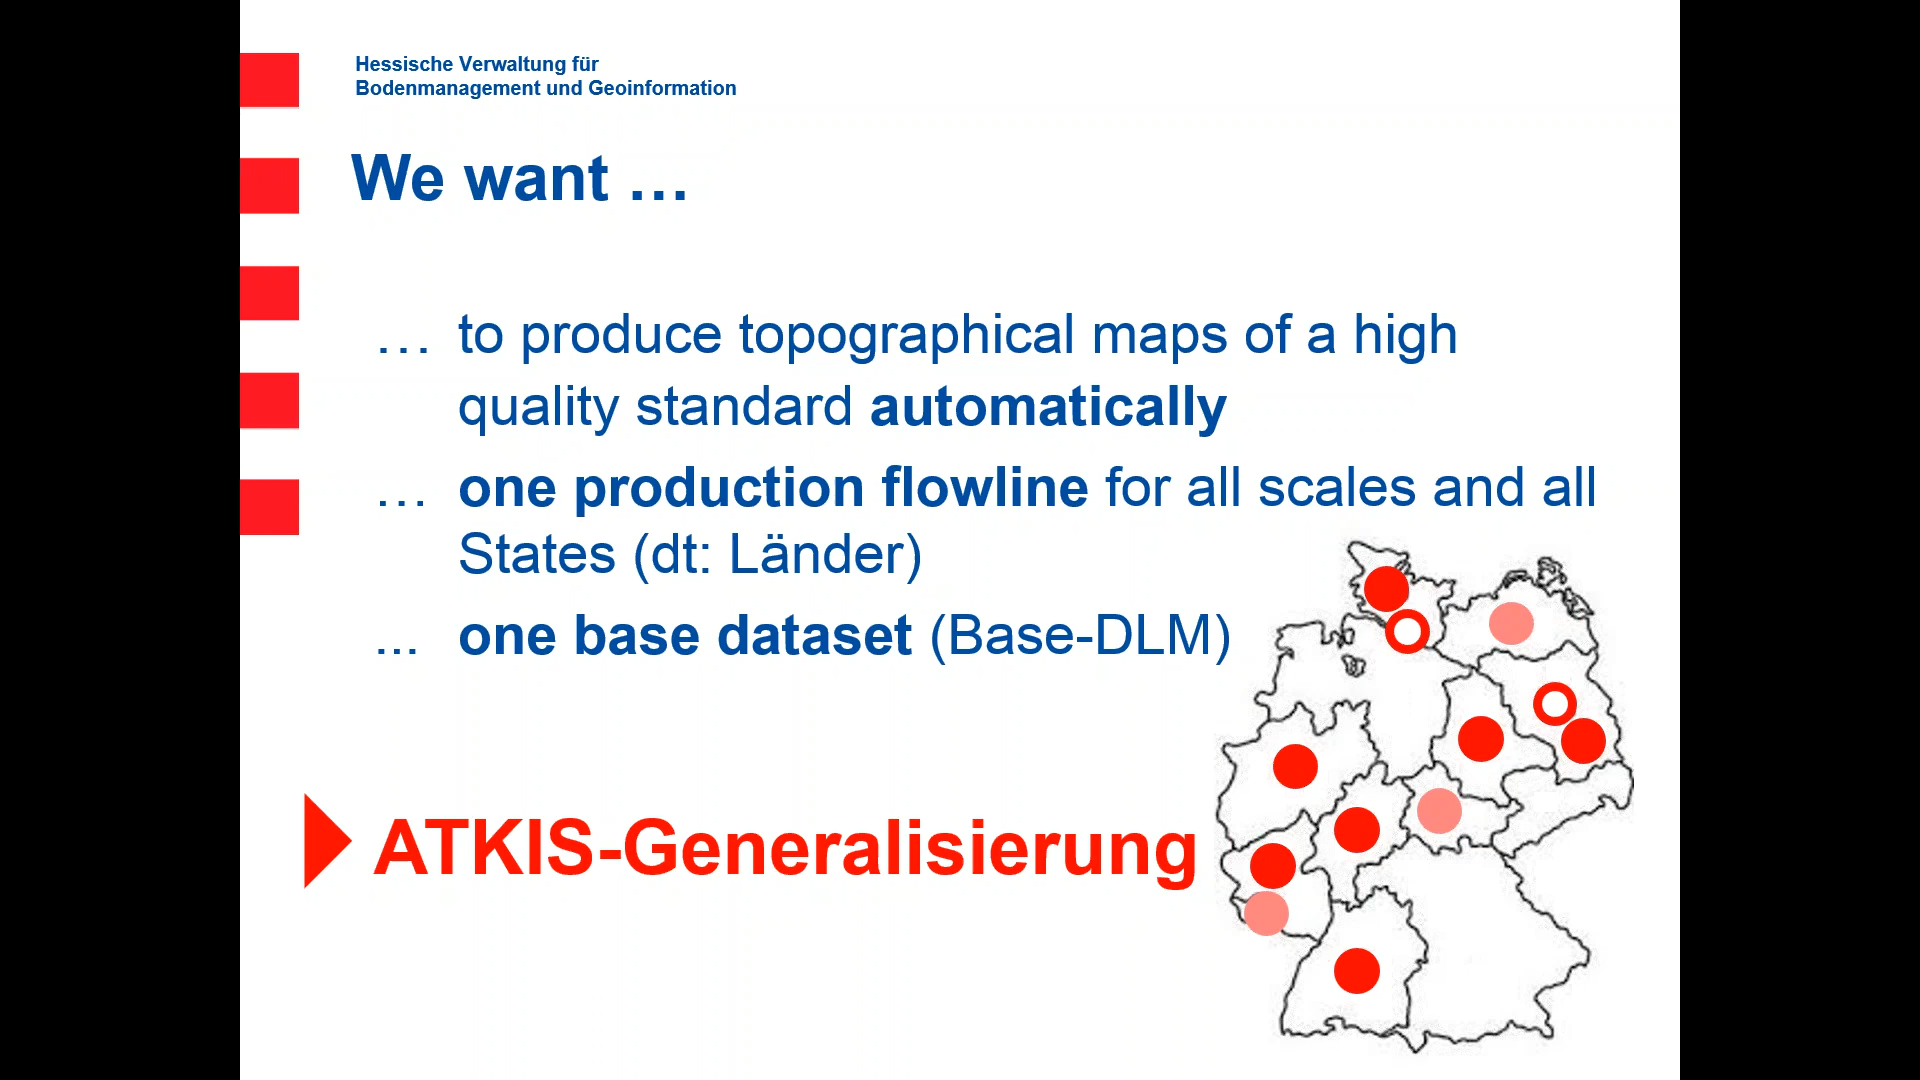 Hessische Verwaltung für
Bodenmanagement und Geoinformation
We want …
… to produce topographical maps of a high
quality standard automatically
… one production flowline for all scales and all
States (dt: Länder)
... one base dataset (Base-DLM)
ATKIS-Generalisierung